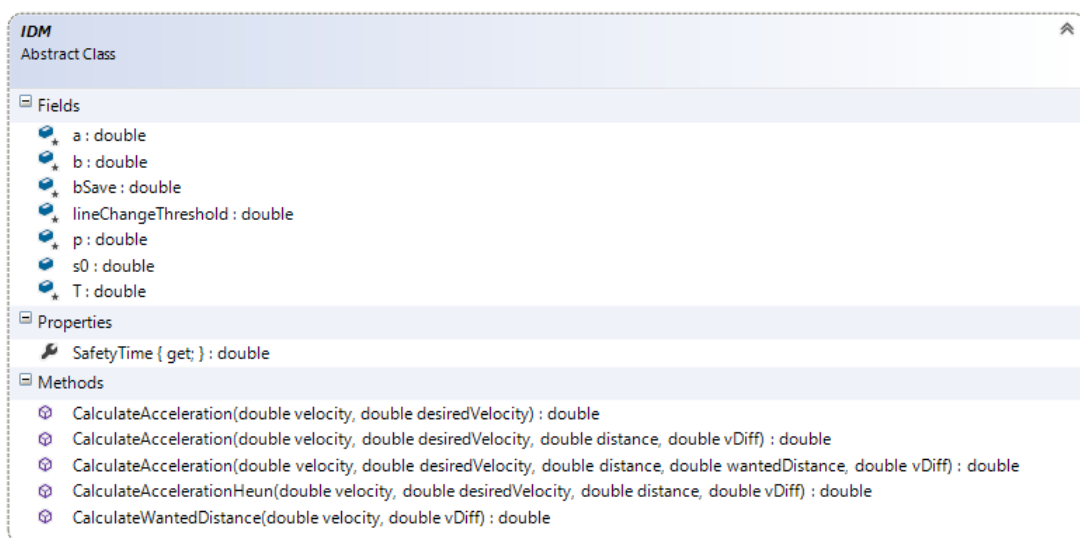 IDM
Abstract Class
Fields
a : double
b : double
bSave : double
lineChangeThreshold : double
p : double
s0 : double
T : double
Properties
SafetyTime { get; } : double
Methods
CalculateAcceleration(double velocity, double desiredVelocity) : double
CalculateAcceleration(double velocity, double desiredVelocity, double distance, double vDiff) : double
CalculateAcceleration(double velocity, double desiredVelocity, double distance, double wantedDistance, double vDiff) : double
CalculateAccelerationHeun(double velocity, double desiredVelocity, double distance, double vDiff) : double
CalculateWantedDistance(double velocity, double vDiff) : double